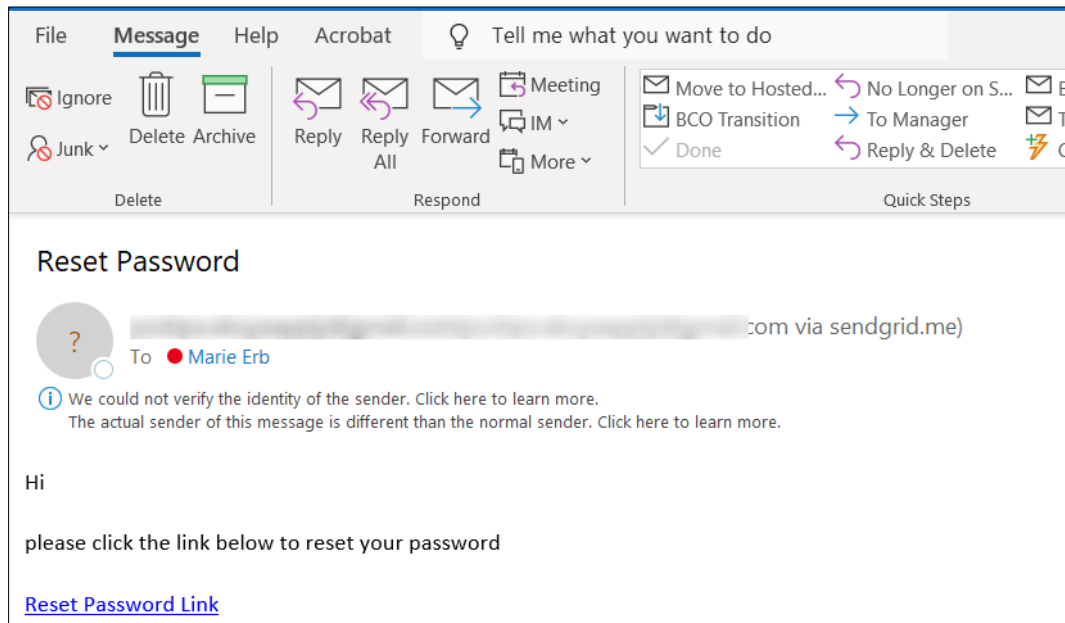 File Message Help Acrobat Tell me what you want to do
Ignore
Junk
Delete Archive
Delete
Reply Reply All Forward
Meeting
IM
More
Respond
Move to Hosted... No Longer on S...
BCO Transition To Manager
Done Reply & Delete
Quick Steps
Reset Password
?
com via sendgrid.me)
To Marie Erb
We could not verify the identity of the sender. Click here to learn more.
The actual sender of this message is different than the normal sender. Click here to learn more.
Hi
please click the link below to reset your password
Reset Password Link